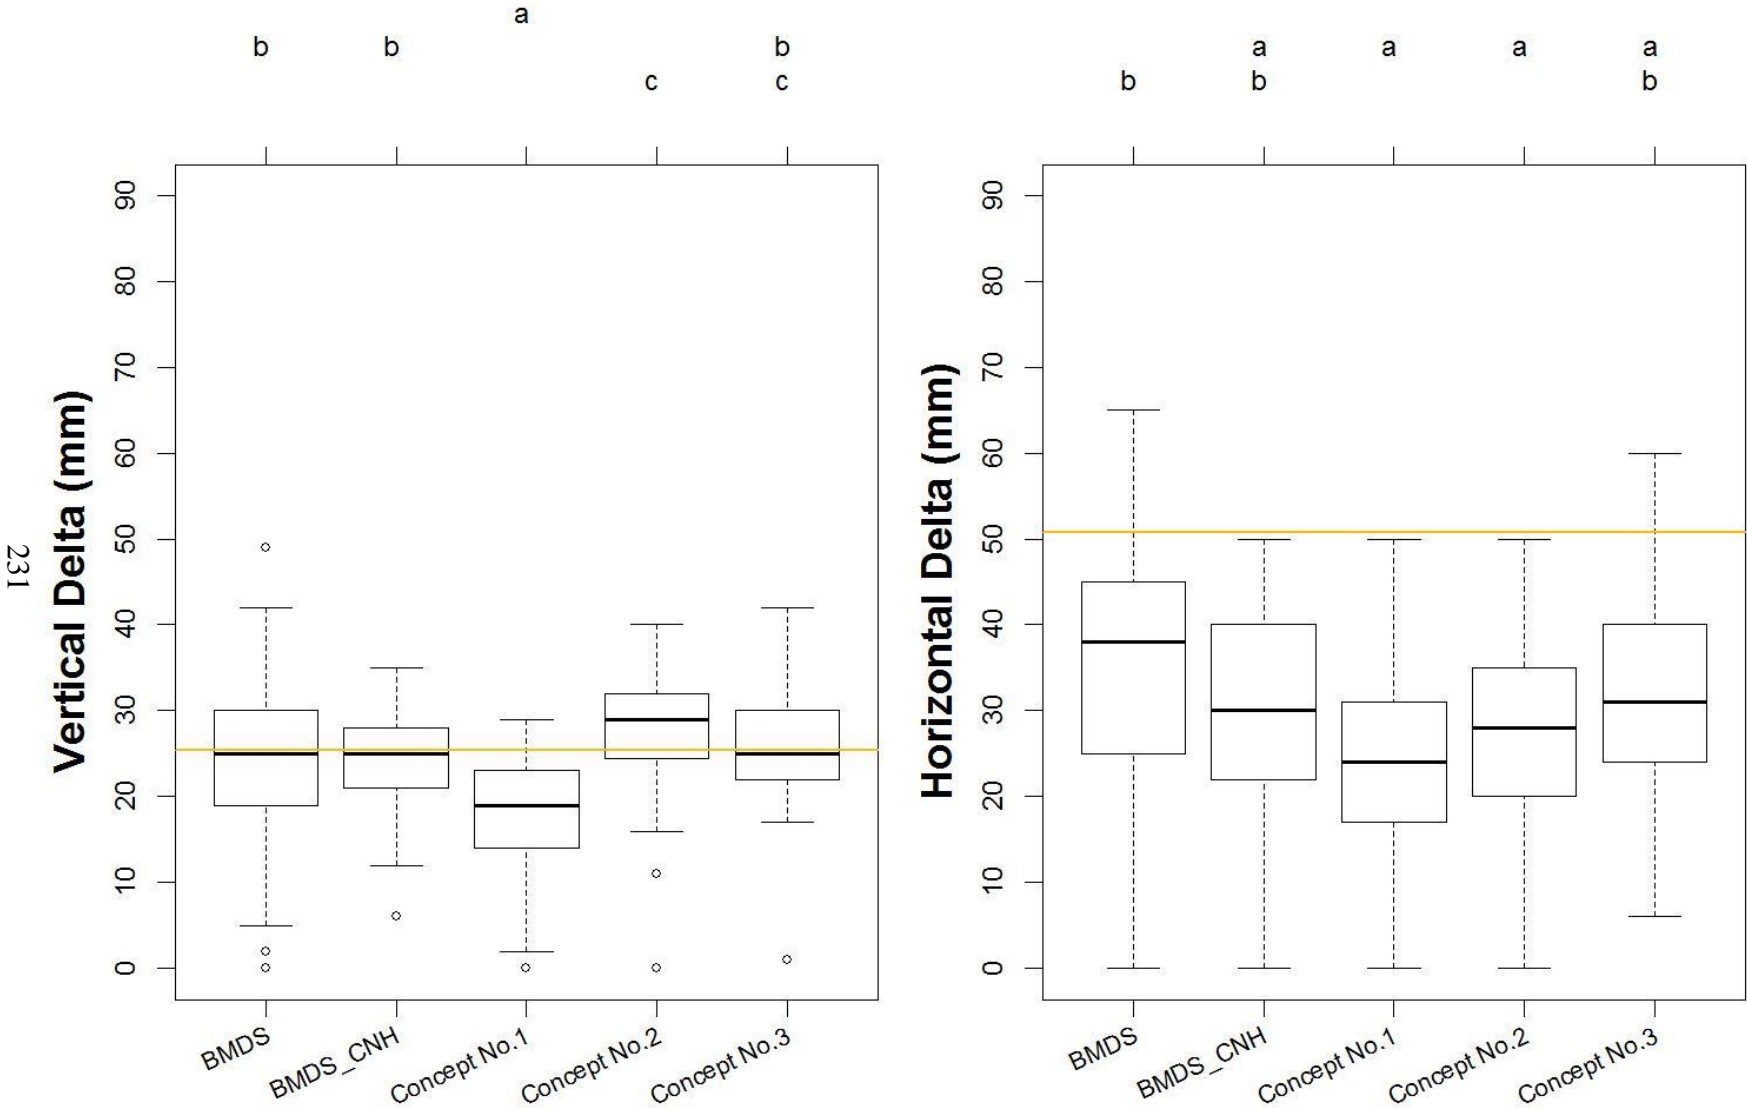 a
b b b
c c
a a a a
b b b
Vertical Delta (mm)
90
80
70
60
50
40
30
20
10
0
BMDS
BMDS_CNH
Concept No.1
Concept No.2
Concept No.3
Horizontal Delta (mm)
90
80
70
60
50
40
30
20
10
0
BMDS
BMDS_CNH
Concept No.1
Concept No.2
Concept No.3
231